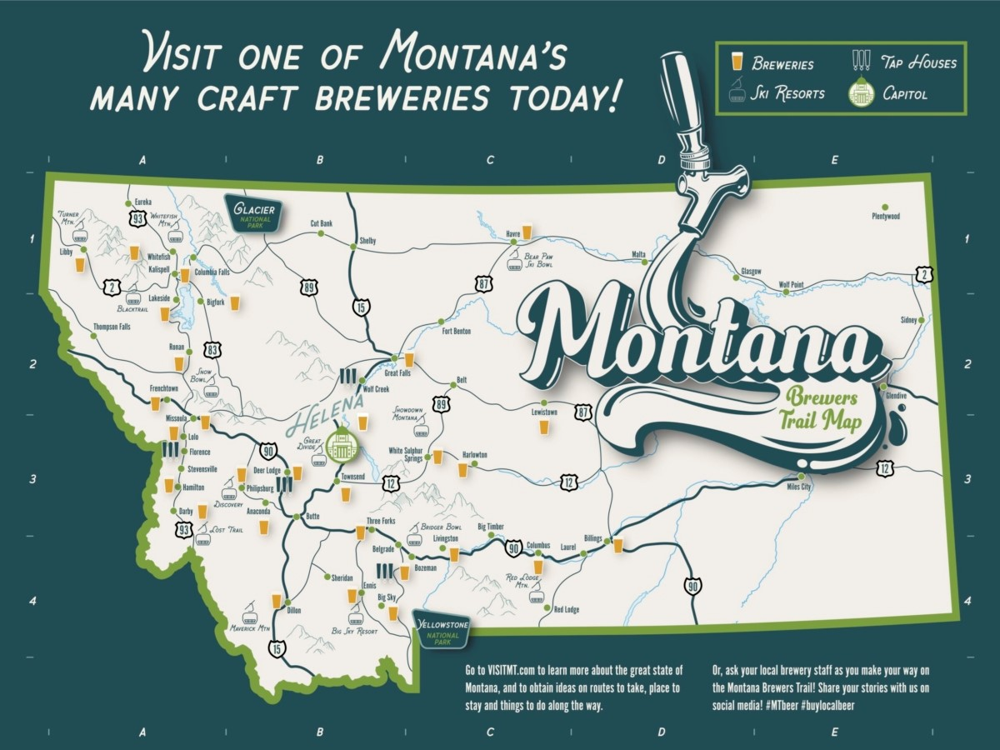 VISIT ONE OF MONTANA'S
MANY CRAFT BREWERIES TODAY!
BREWERIES
TAP HOUSES
SKI RESORTS
CAPITOL
A B C D E
1
GLACIER
NATIONAL
PARK
Eureka
93
WHITEFISH
MTN.
TURNER
MTN.
Libby
Whitefish
Kalispell
Columbia Falls
2
Lakeside
Bigfork
BLACKTAIL
Cut Bank
Shelby
89
15
Havre
BEAR PAW
SKI BOWL
87
Malta
Plentywood
Glasgow
Wolf Point
2
1
Sidney
Thompson Falls
Ronan
83
SNOW
BOWL
2
Fort Benton
Great Falls
Wolf Creek
Belt
Montana
Brewers
Trail Map
2
Glendive
Frenchtown
Missoula
HELENA
GREAT
DIVIDE
SHOWDOWN
MONTANA
89
Lewistown
87
Lolo
Florence
Stevensville
Hamilton
Darby
93
LOST TRAIL
3
90
Deer Lodge
Philipsburg
DISCOVERY
Anaconda
Butte
Townsend
12
White Sulphur
Springs
Harlowton
12
Miles City
12
3
Three Forks
Belgrade
BRIDGER BOWL
Livingston
Bozeman
Big Timber
90
Columbus
Laurel
Billings
RED LODGE
MTN.
Red Lodge
90
4
Sheridan
Ennis
Big Sky
BIG SKY RESORT
Dillon
MAVERICK MTN
15
YELLOWSTONE
NATIONAL
PARK
4
Go to VISITMT.com to learn more about the great state of
Montana, and to obtain ideas on routes to take, place to
stay and things to do along the way.
Or, ask your local brewery staff as you make your way on
the Montana Brewers Trail! Share your stories with us on
social media! #MTbeer #buylocalbeer
A B C D E